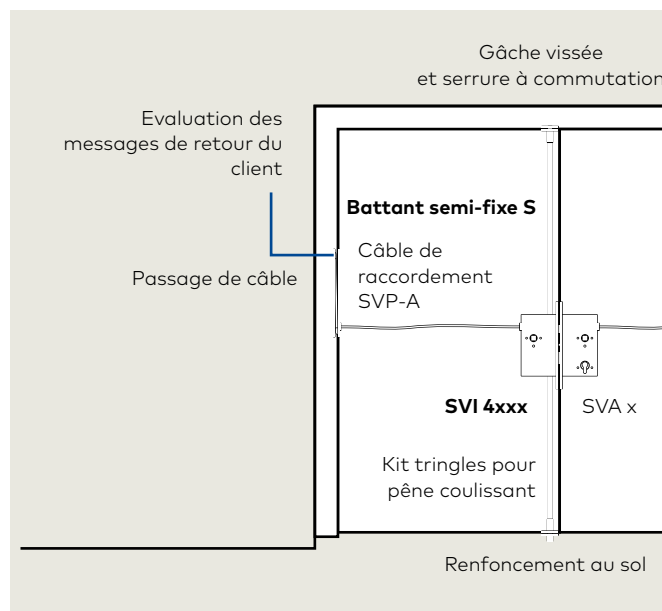 Gâche vissée
et serrure à commutation
Evaluation des
messages de retour du
client
Battant semi-fixe S
Câble de
raccordement
SVP-A
Passage de câble
SVI 4xxx
SVA x
Kit tringles pour
pêne coulissant
Renfoncement au sol